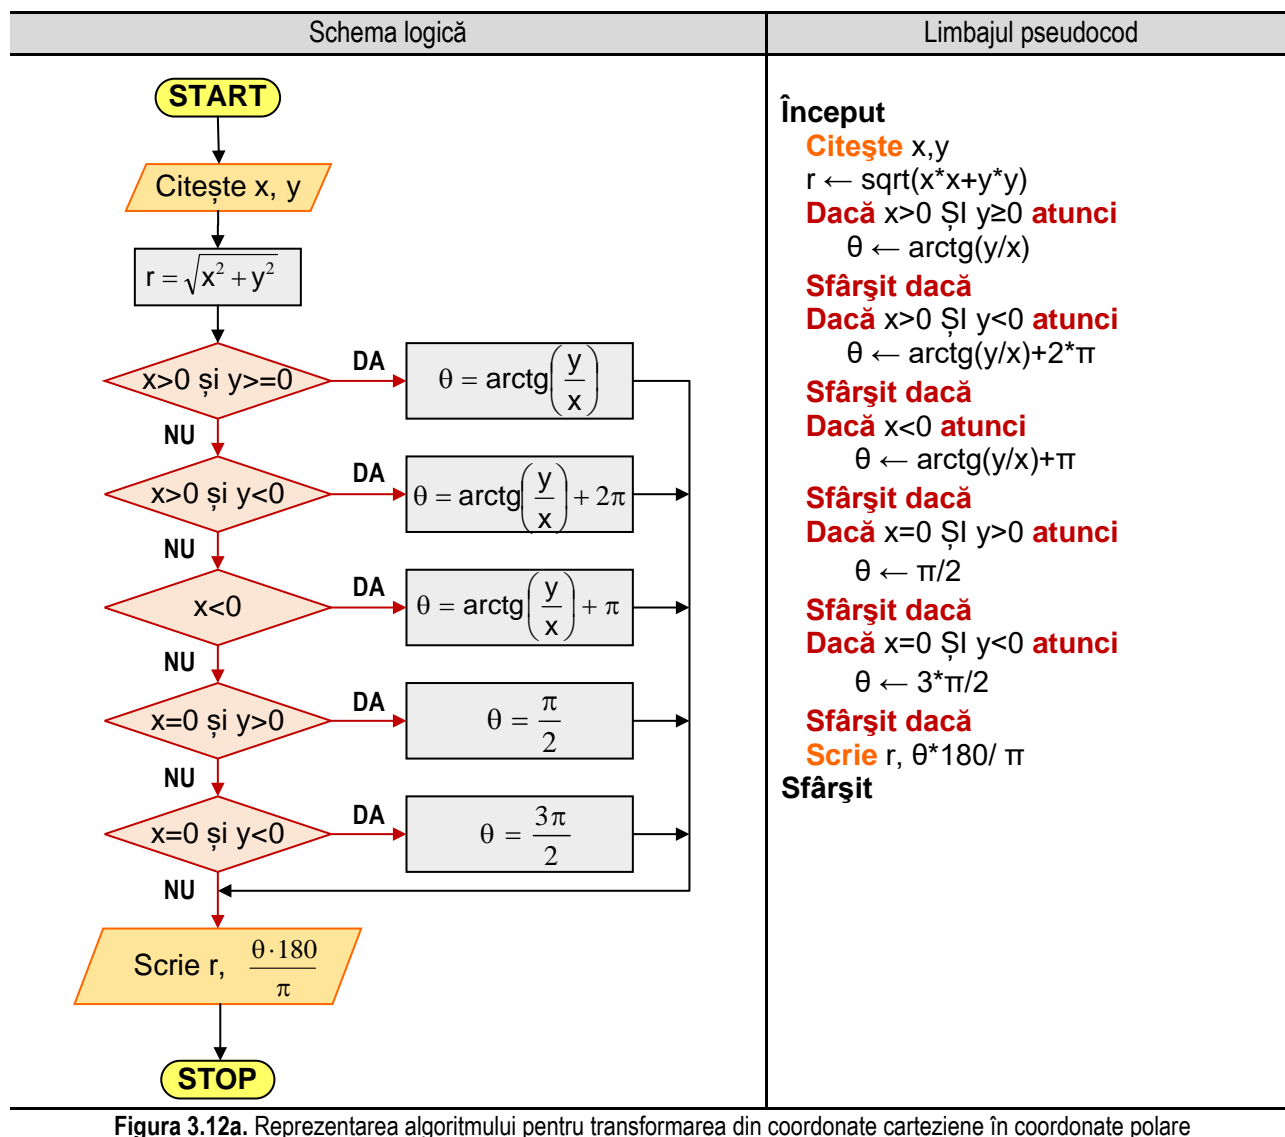 Schema logică
START
Citește x, y
r = √x² + y²
x>0 și y>=0
DA
θ = arctg(y/x)
NU
x>0 și y<0
DA
θ = arctg(y/x) + 2π
NU
x<0
DA
θ = arctg(y/x) + π
NU
x=0 și y>0
DA
θ = π/2
NU
x=0 și y<0
DA
θ = 3π/2
NU
Scrie r, θ·180/π
STOP
Limbajul pseudocod
Început
Citeşte x,y
r ← sqrt(x*x+y*y)
Dacă x>0 ȘI y≥0 atunci
θ ← arctg(y/x)
Sfârşit dacă
Dacă x>0 ȘI y<0 atunci
θ ← arctg(y/x)+2*π
Sfârşit dacă
Dacă x<0 atunci
θ ← arctg(y/x)+π
Sfârşit dacă
Dacă x=0 ȘI y>0 atunci
θ ← π/2
Sfârşit dacă
Dacă x=0 ȘI y<0 atunci
θ ← 3*π/2
Sfârşit dacă
Scrie r, θ*180/ π
Sfârşit
Figura 3.12a. Reprezentarea algoritmului pentru transformarea din coordonate carteziene în coordonate polare